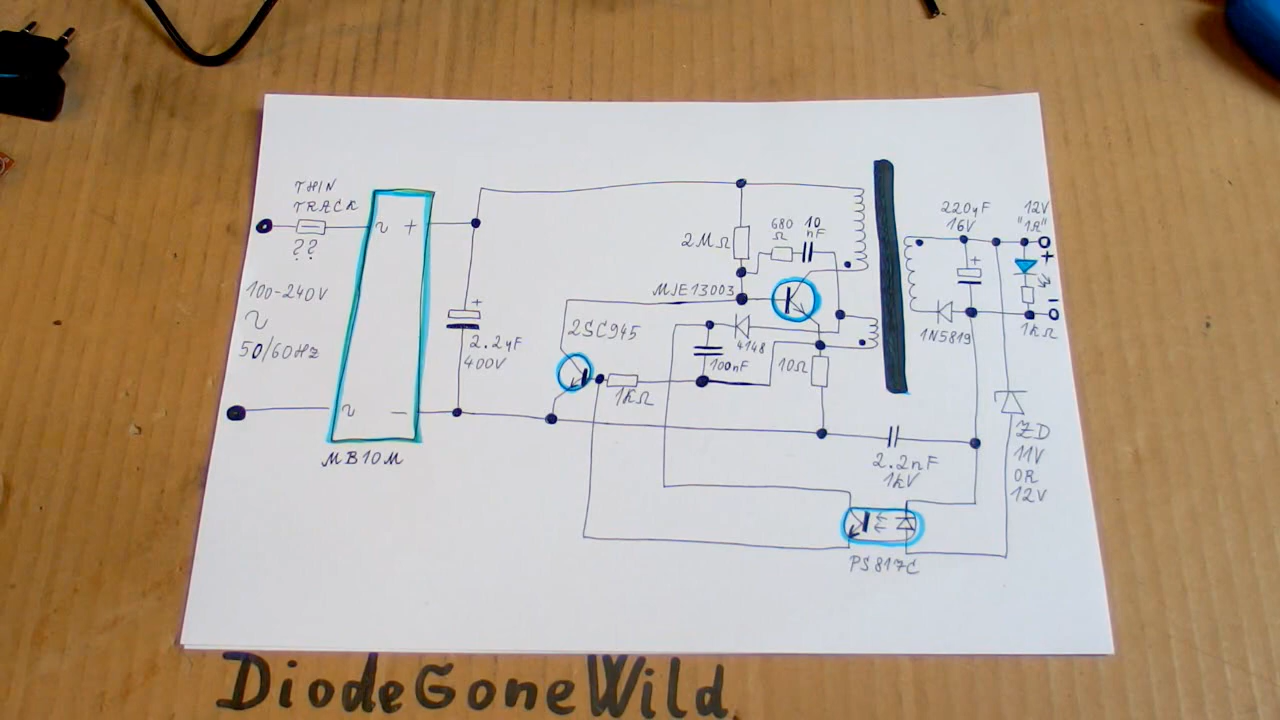 THIN
TRACK
??
100-240V
~
50/60Hz
~ +
~ -
MB10M
+
2.2µF
400V
2MΩ
680
Ω
10
nF
MJE13003
2SC945
1KΩ
4148
100nF
10Ω
2.2nF
1kV
220µF
16V
+
12V
"1A"
+
-
1N5819
1KΩ
ZD
11V
OR
12V
PS817C
DiodeGoneWild